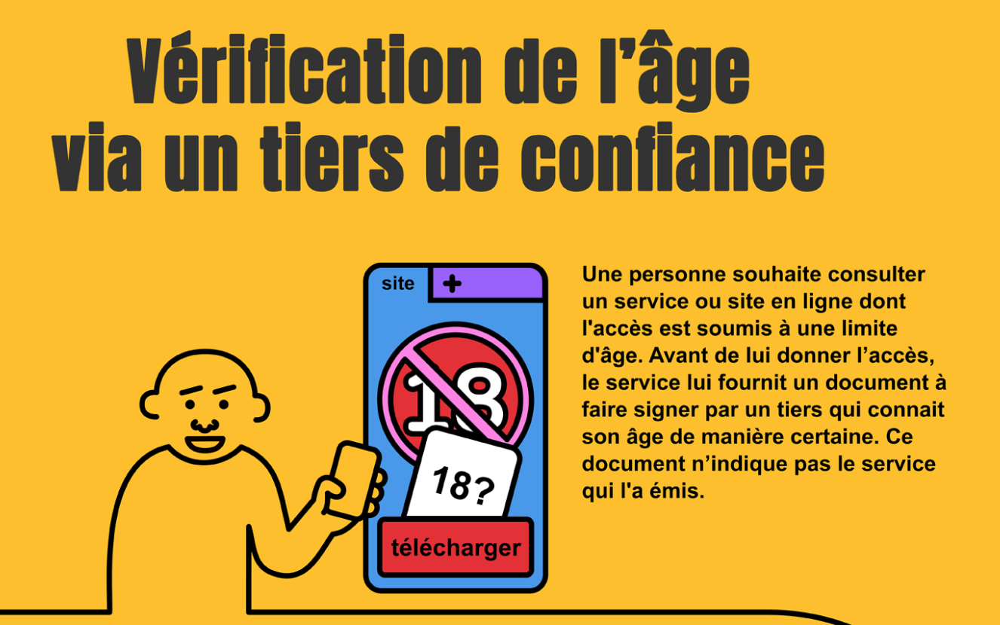 Vérification de l’âge
via un tiers de confiance
site +
18
18?
télécharger
Une personne souhaite consulter
un service ou site en ligne dont
l'accès est soumis à une limite
d'âge. Avant de lui donner l’accès,
le service lui fournit un document à
faire signer par un tiers qui connait
son âge de manière certaine. Ce
document n’indique pas le service
qui l'a émis.